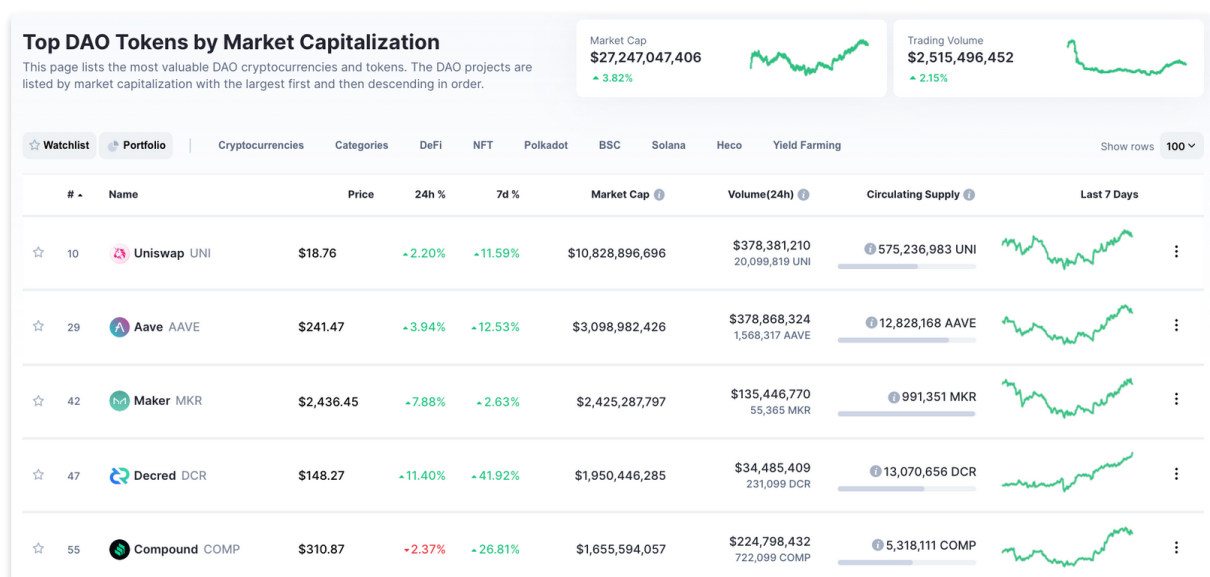 Top DAO Tokens by Market Capitalization
This page lists the most valuable DAO cryptocurrencies and tokens. The DAO projects are
listed by market capitalization with the largest first and then descending in order.
Market Cap
$27,247,047,406
3.82%
Trading Volume
$2,515,496,452
2.15%
Watchlist Portfolio Cryptocurrencies Categories DeFi NFT Polkadot BSC Solana Heco Yield Farming Show rows 100
# Name Price 24h % 7d % Market Cap Volume(24h) Circulating Supply Last 7 Days
10 Uniswap UNI $18.76 2.20% 11.59% $10,828,896,696 $378,381,210 575,236,983 UNI
20,099,819 UNI
29 Aave AAVE $241.47 3.94% 12.53% $3,098,982,426 $378,868,324 12,828,168 AAVE
1,568,317 AAVE
42 Maker MKR $2,436.45 7.88% 2.63% $2,425,287,797 $135,446,770 991,351 MKR
55,365 MKR
47 Decred DCR $148.27 11.40% 41.92% $1,950,446,285 $34,485,409 13,070,656 DCR
231,099 DCR
55 Compound COMP $310.87 2.37% 26.81% $1,655,594,057 $224,798,432 5,318,111 COMP
722,099 COMP